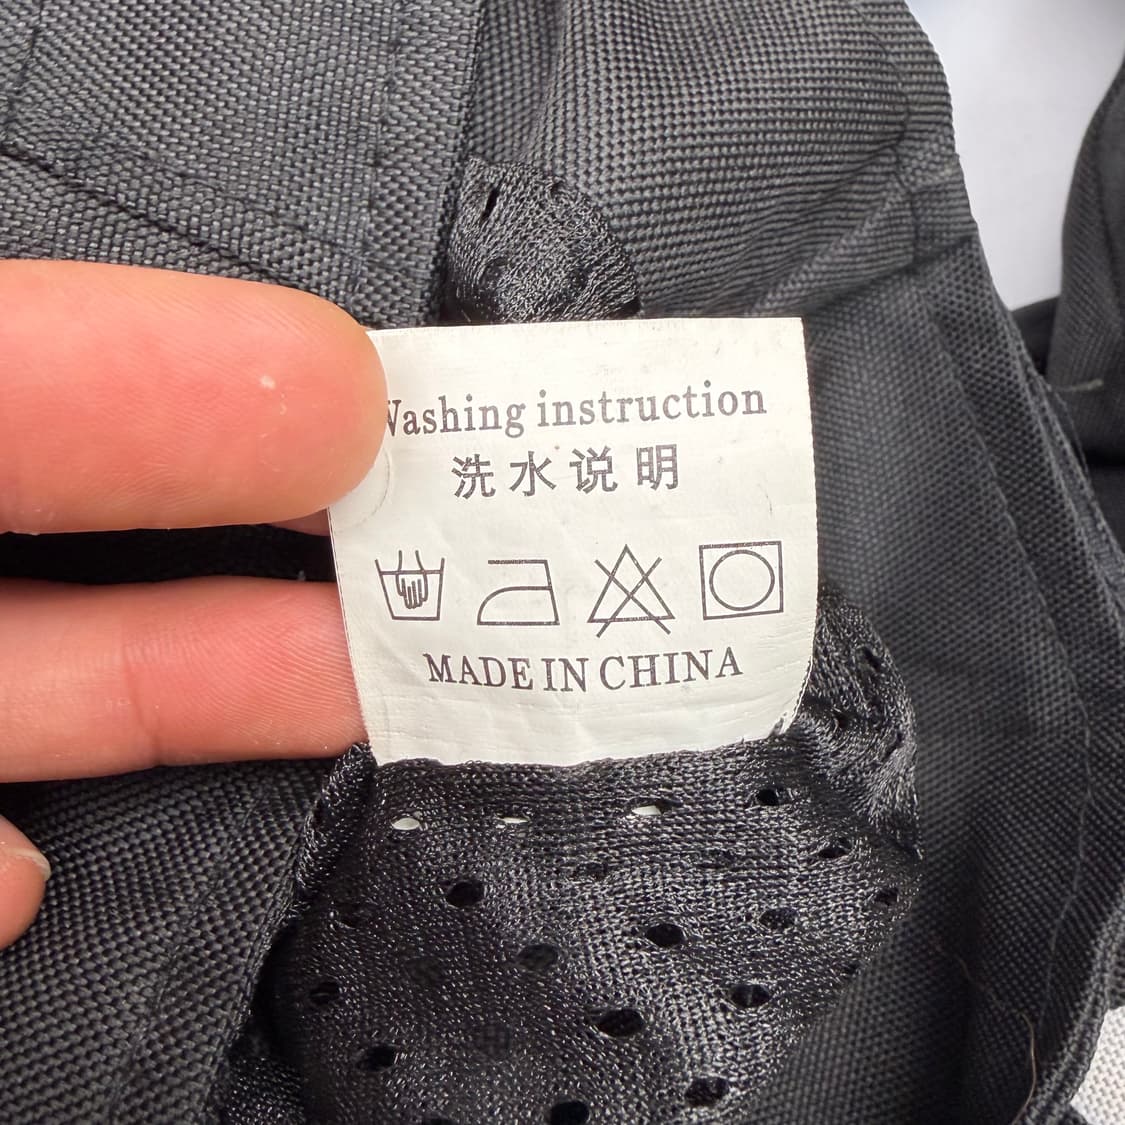 Washing instruction
洗水说明
MADE IN CHINA